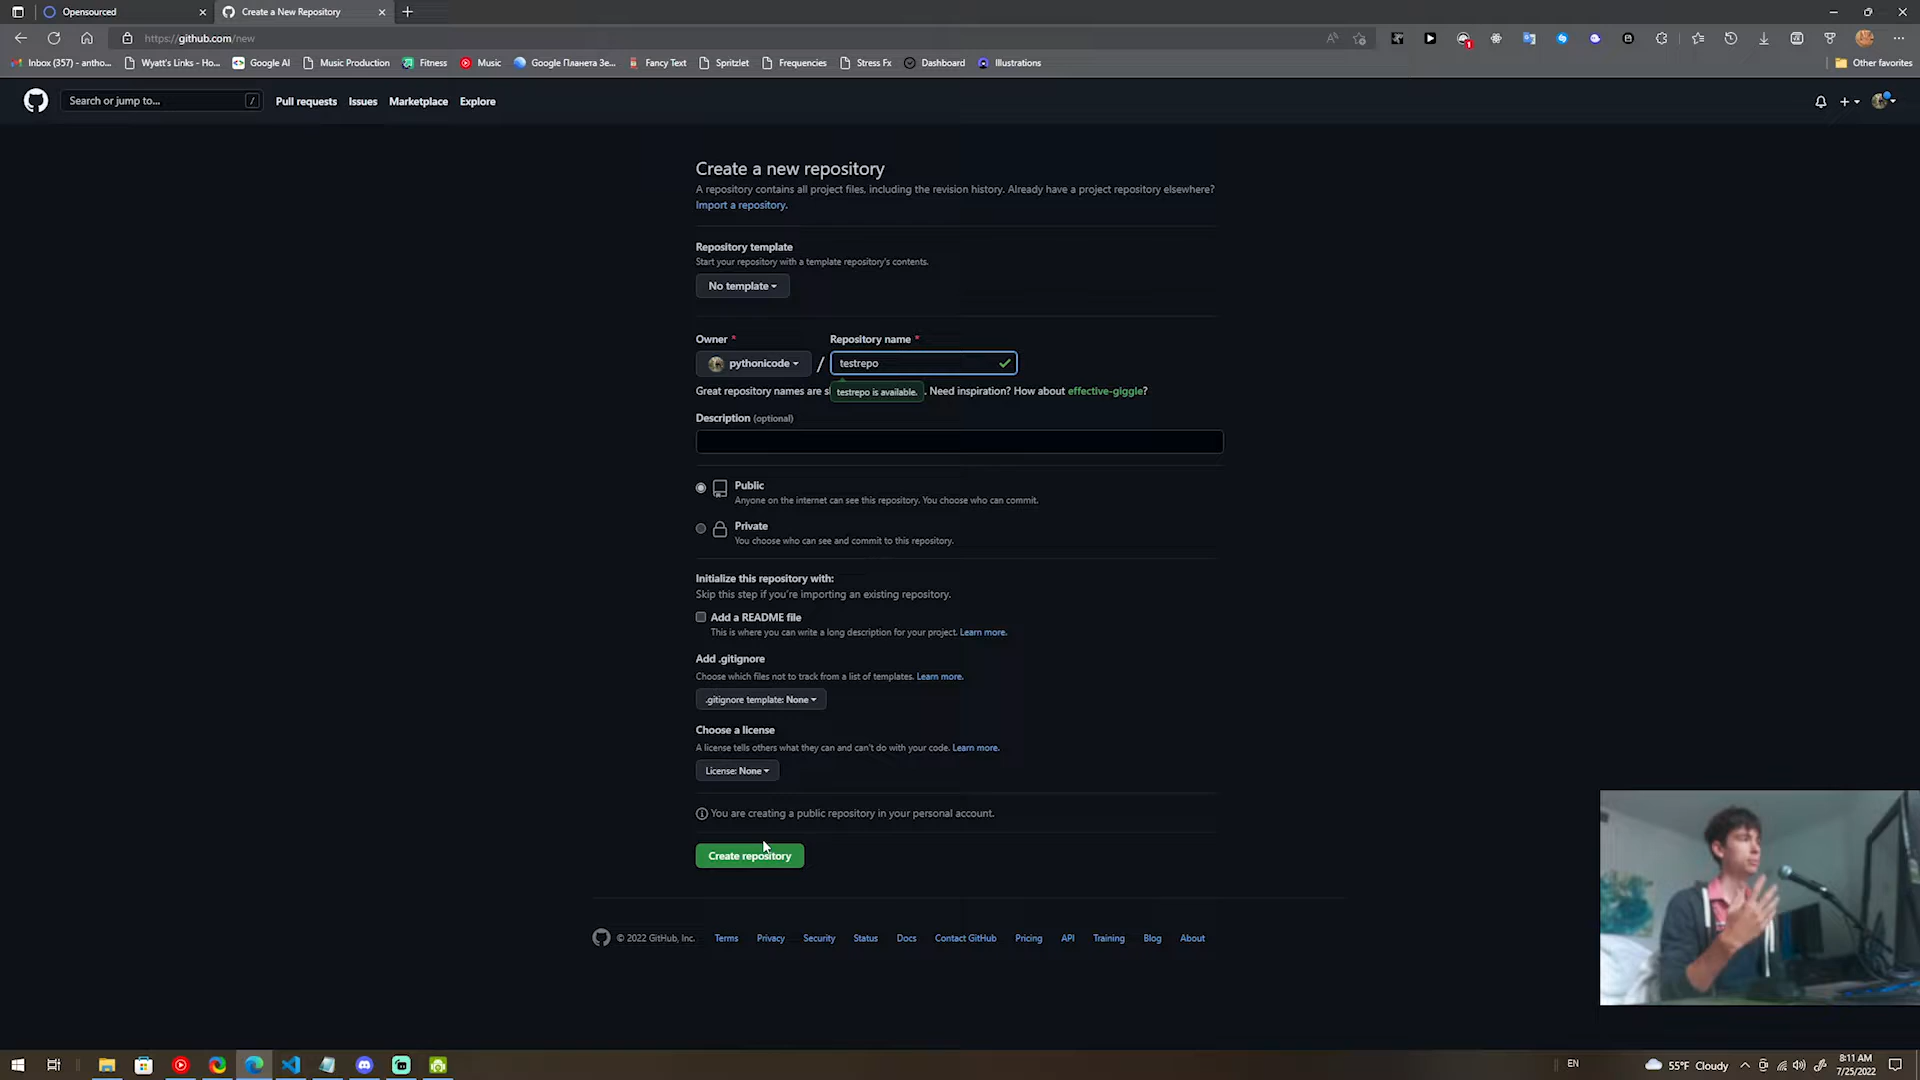 Opensourced
Create a New Repository
https://github.com/new
Inbox (357) - antho...
Wyatt's Links - Ho...
Google AI
Music Production
Fitness
Music
Google Планета Зе...
Fancy Text
Spritzlet
Frequencies
Stress Fx
Dashboard
Illustrations
Other favorites
Search or jump to...
/
Pull requests
Issues
Marketplace
Explore
Create a new repository
A repository contains all project files, including the revision history. Already have a project repository elsewhere?
Import a repository.
Repository template
Start your repository with a template repository's contents.
No template
Owner *
Repository name *
pythonicode
/
testrepo
Great repository names are s
testrepo is available.
. Need inspiration? How about effective-giggle?
Description (optional)
Public
Anyone on the internet can see this repository. You choose who can commit.
Private
You choose who can see and commit to this repository.
Initialize this repository with:
Skip this step if you're importing an existing repository.
Add a README file
This is where you can write a long description for your project. Learn more.
Add .gitignore
Choose which files not to track from a list of templates. Learn more.
.gitignore template: None
Choose a license
A license tells others what they can and can't do with your code. Learn more.
License: None
You are creating a public repository in your personal account.
Create repository
© 2022 GitHub, Inc.
Terms
Privacy
Security
Status
Docs
Contact GitHub
Pricing
API
Training
Blog
About
EN
55°F Cloudy
8:11 AM
7/25/2022